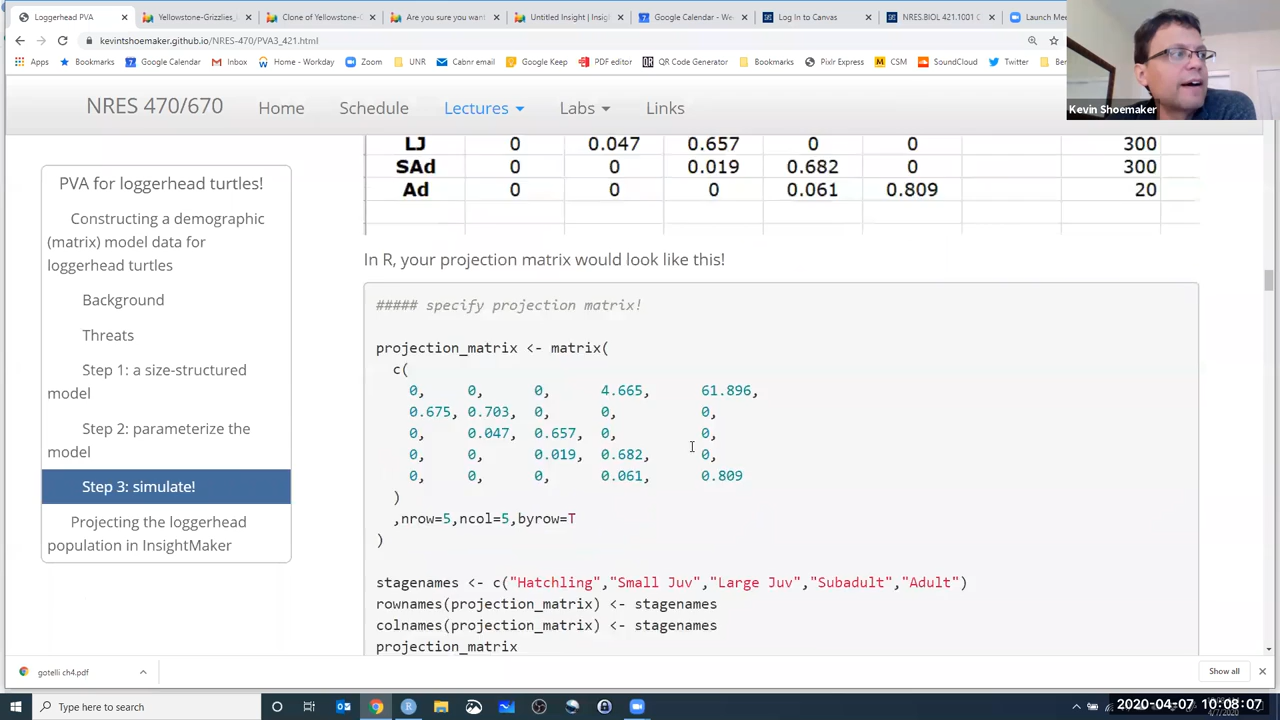 Loggerhead PVA
Yellowstone-Grizzlies_
Clone of Yellowstone-G
Are you sure you want
Untitled Insight | Insig
Google Calendar - We
Log In to Canvas
NRES.BIOL 421.1001 C
Launch Me
kevintshoemaker.github.io/NRES-470/PVA3_421.html
Apps
Bookmarks
Google Calendar
Inbox
Home - Workday
Zoom
UNR
Cabnr email
Google Keep
PDF editor
QR Code Generator
Bookmarks
Pixlr Express
CSM
SoundCloud
Twitter
Kevin Shoemaker
NRES 470/670
Home
Schedule
Lectures
Labs
Links
PVA for loggerhead turtles!
Constructing a demographic
(matrix) model data for
loggerhead turtles
Background
Threats
Step 1: a size-structured
model
Step 2: parameterize the
model
Step 3: simulate!
Projecting the loggerhead
population in InsightMaker
LJ 0 0.047 0.657 0 0 300
SAd 0 0 0.019 0.682 0 300
Ad 0 0 0 0.061 0.809 20
In R, your projection matrix would look like this!
##### specify projection matrix!
projection_matrix <- matrix(
c(
0, 0, 0, 4.665, 61.896,
0.675, 0.703, 0, 0, 0,
0, 0.047, 0.657, 0, 0,
0, 0, 0.019, 0.682, 0,
0, 0, 0, 0.061, 0.809
)
,nrow=5,ncol=5,byrow=T
)
stagenames <- c("Hatchling","Small Juv","Large Juv","Subadult","Adult")
rownames(projection_matrix) <- stagenames
colnames(projection_matrix) <- stagenames
projection_matrix
gotelli ch4.pdf
Show all
Type here to search
2020-04-07 10:08:07